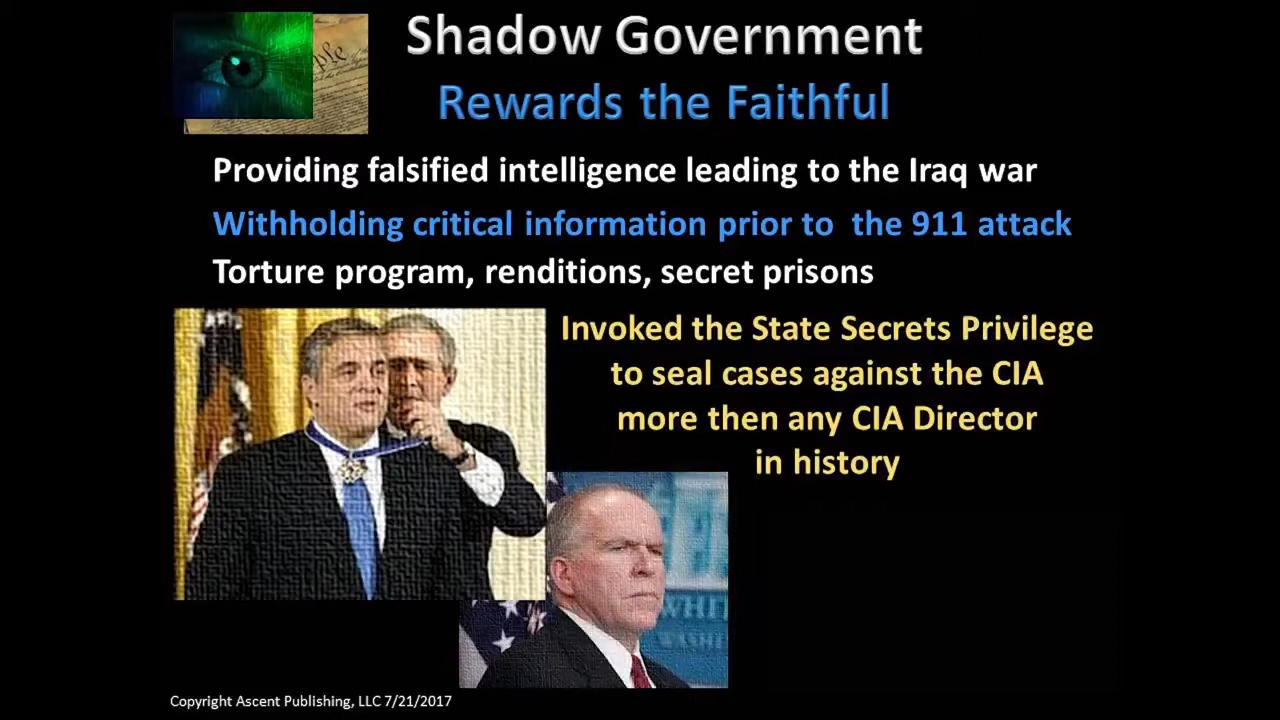 Shadow Government
Rewards the Faithful
Providing falsified intelligence leading to the Iraq war
Withholding critical information prior to the 911 attack
Torture program, renditions, secret prisons
Invoked the State Secrets Privilege
to seal cases against the CIA
more then any CIA Director
in history
Copyright Ascent Publishing, LLC 7/21/2017